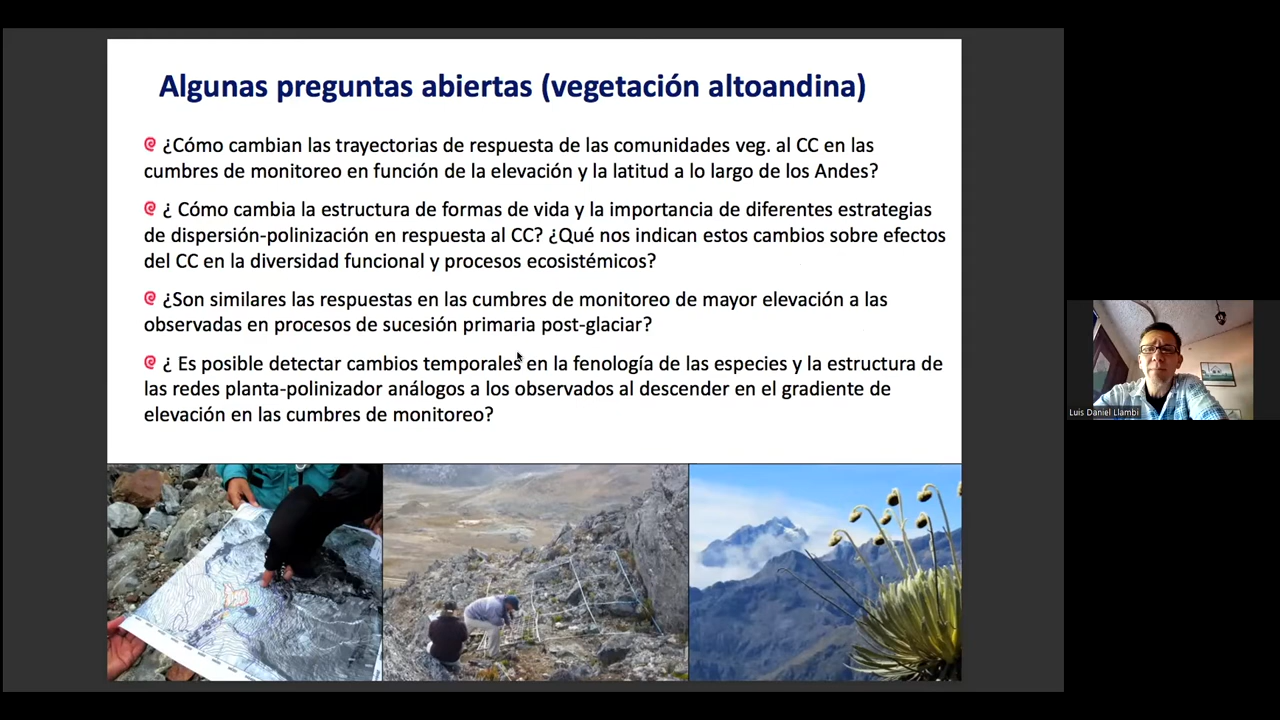 Algunas preguntas abiertas (vegetación altoandina)
¿Cómo cambian las trayectorias de respuesta de las comunidades veg. al CC en las
cumbres de monitoreo en función de la elevación y la latitud a lo largo de los Andes?
¿ Cómo cambia la estructura de formas de vida y la importancia de diferentes estrategias
de dispersión-polinización en respuesta al CC? ¿Qué nos indican estos cambios sobre efectos
del CC en la diversidad funcional y procesos ecosistémicos?
¿Son similares las respuestas en las cumbres de monitoreo de mayor elevación a las
observadas en procesos de sucesión primaria post-glaciar?
¿ Es posible detectar cambios temporales en la fenología de las especies y la estructura de
las redes planta-polinizador análogos a los observados al descender en el gradiente de
elevación en las cumbres de monitoreo?
Luis Daniel Llambi